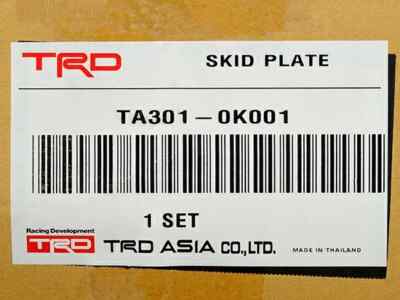 TRD SKID PLATE
TA301-0K001
1 SET
Racing Development
TRD TRD ASIA CO.,LTD. MADE IN THAILAND